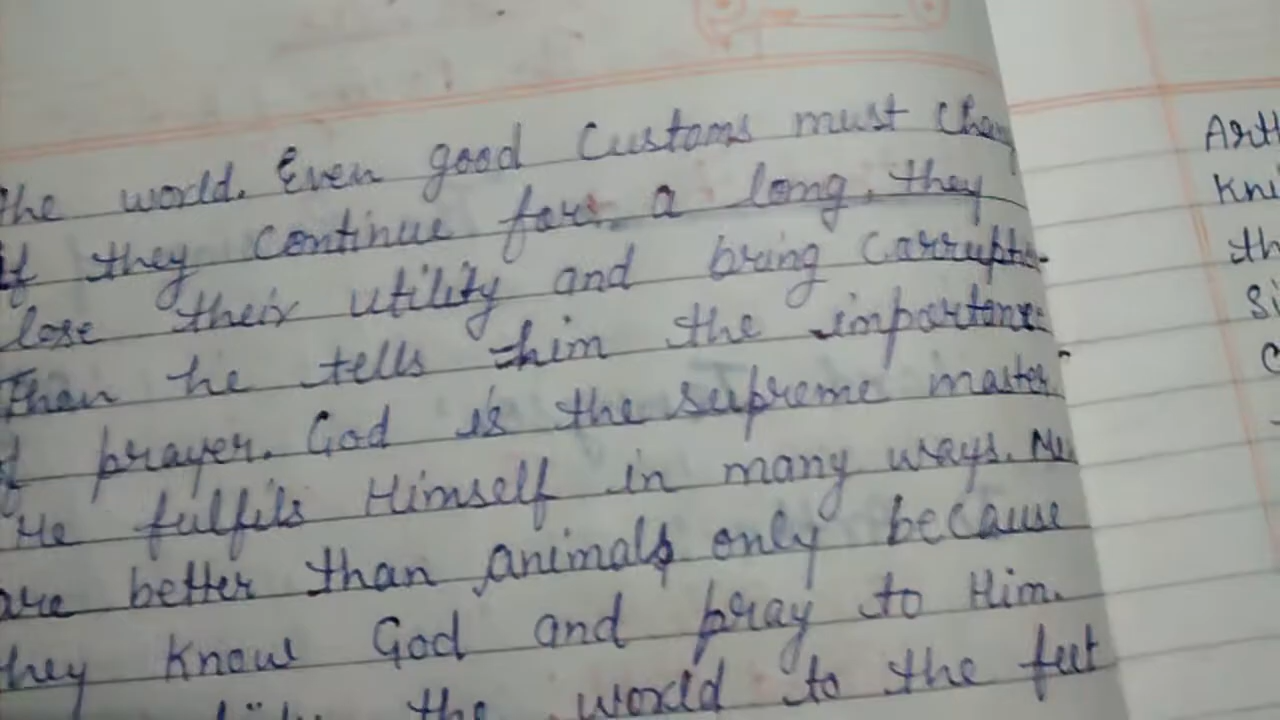 the world. Even good Customs must chan
if they continue for a long. they
lose their utility and bring Corrupti-
Then he tells him the importance
of prayer. God is the supreme master
He fulfils Himself in many ways. Me
are better than animals only because
they know God and pray to Him.
the world to the feet
Arth
Kni
th
Si